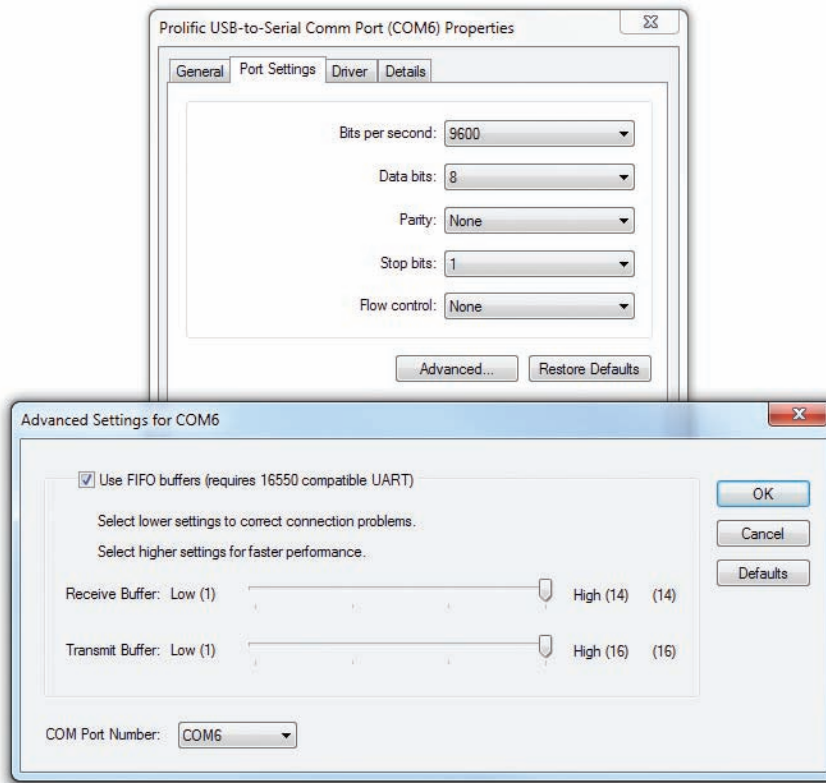 Prolific USB-to-Serial Comm Port (COM6) Properties
General Port Settings Driver Details
Bits per second: 9600
Data bits: 8
Parity: None
Stop bits: 1
Flow control: None
Advanced... Restore Defaults
Advanced Settings for COM6
Use FIFO buffers (requires 16550 compatible UART)
OK
Select lower settings to correct connection problems.
Cancel
Select higher settings for faster performance.
Defaults
Receive Buffer: Low (1) High (14) (14)
Transmit Buffer: Low (1) High (16) (16)
COM Port Number: COM6